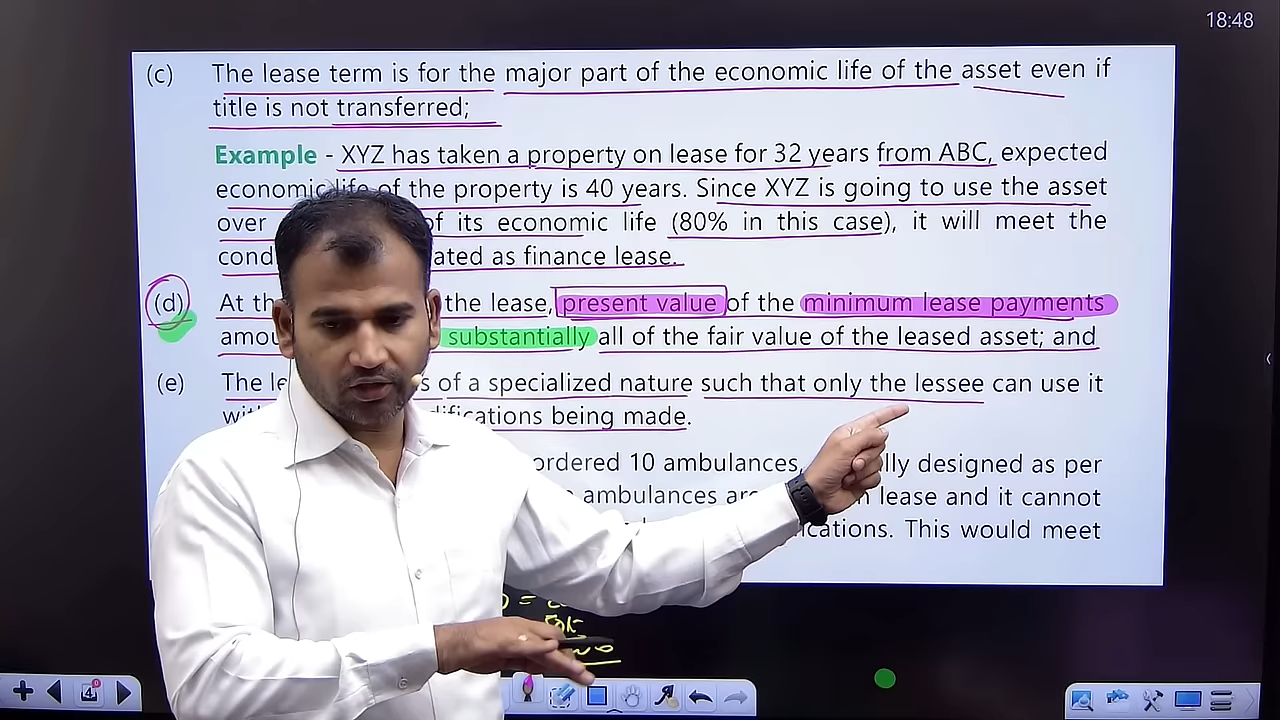 18:48
(c) The lease term is for the major part of the economic life of the asset even if
title is not transferred;
Example - XYZ has taken a property on lease for 32 years from ABC, expected
economic life of the property is 40 years. Since XYZ is going to use the asset
over of its economic life (80% in this case), it will meet the
cond ated as finance lease.
(d) At th the lease, present value of the minimum lease payments
amou substantially all of the fair value of the leased asset; and
(e) The le s of a specialized nature such that only the lessee can use it
with difications being made.
ordered 10 ambulances, lly designed as per
ambulances are n lease and it cannot
ications. This would meet
4